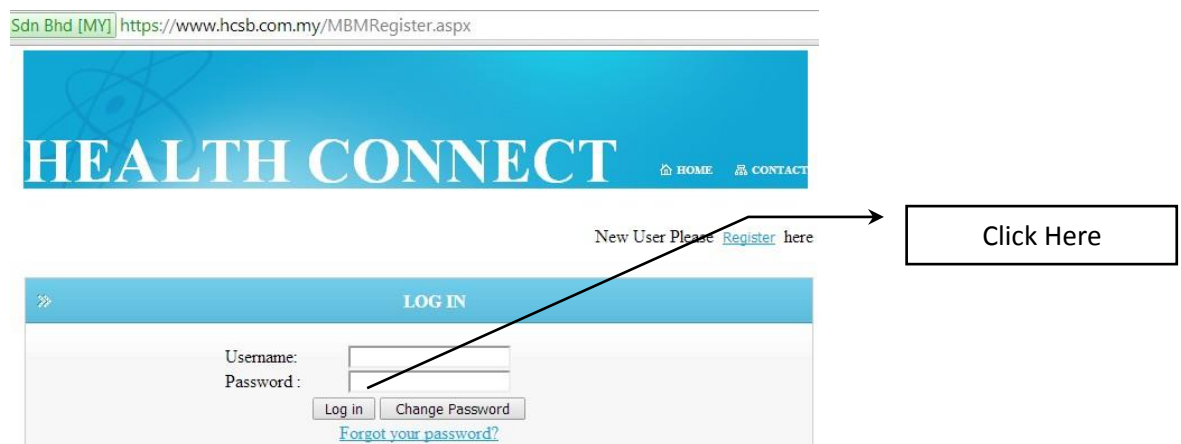 Sdn Bhd [MY] https://www.hcsb.com.my/MBMRegister.aspx
HEALTH CONNECT
HOME CONTACT
New User Please Register here
Click Here
LOG IN
Username:
Password :
Log in Change Password
Forgot your password?